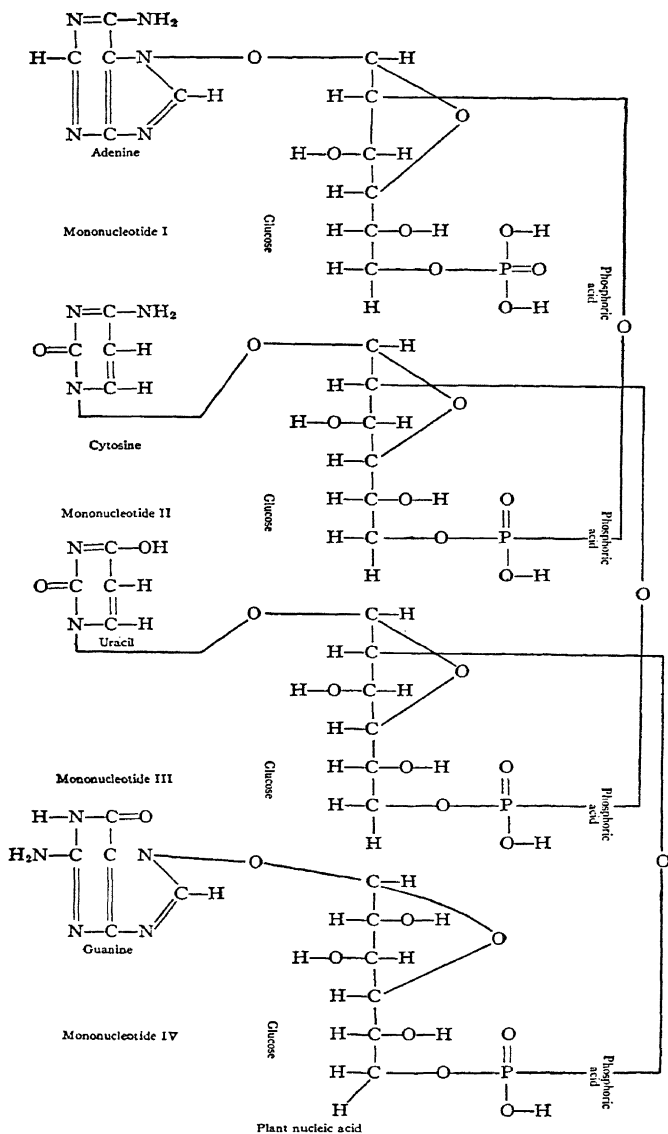 N=C—NH₂
H—C C—N—O—C—H
C—H
H—C
O
N—C—N
Adenine
H—O—C—H
H—C
Mononucleotide I
Glucose
H—C—O—H
O—H
H—C—O—P=O
H
O—H
Phosphoric acid
O
N=C—NH₂
O=C C—H
O
C—H
H—C
O
N—C—H
H—O—C—H
Cytosine
H—C
Mononucleotide II
Glucose
H—C—O—H
O
H—C—O—P
H
O—H
Phosphoric acid
N=C—OH
O=C C—H
O
O
C—H
N—C—H
Uracil
H—C
O
H—O—C—H
H—C
Mononucleotide III
Glucose
H—C—O—H
O
H—C—O—P
H
O—H
Phosphoric acid
H—N—C=O
H₂N—C C N
O
O
C—H
C—H
H—C—O—H
O
N—C—N
Guanine
H—O—C—H
H—C
Mononucleotide IV
Glucose
H—C—O—H
O
H—C—O—P
H
O—H
Phosphoric acid
Plant nucleic acid